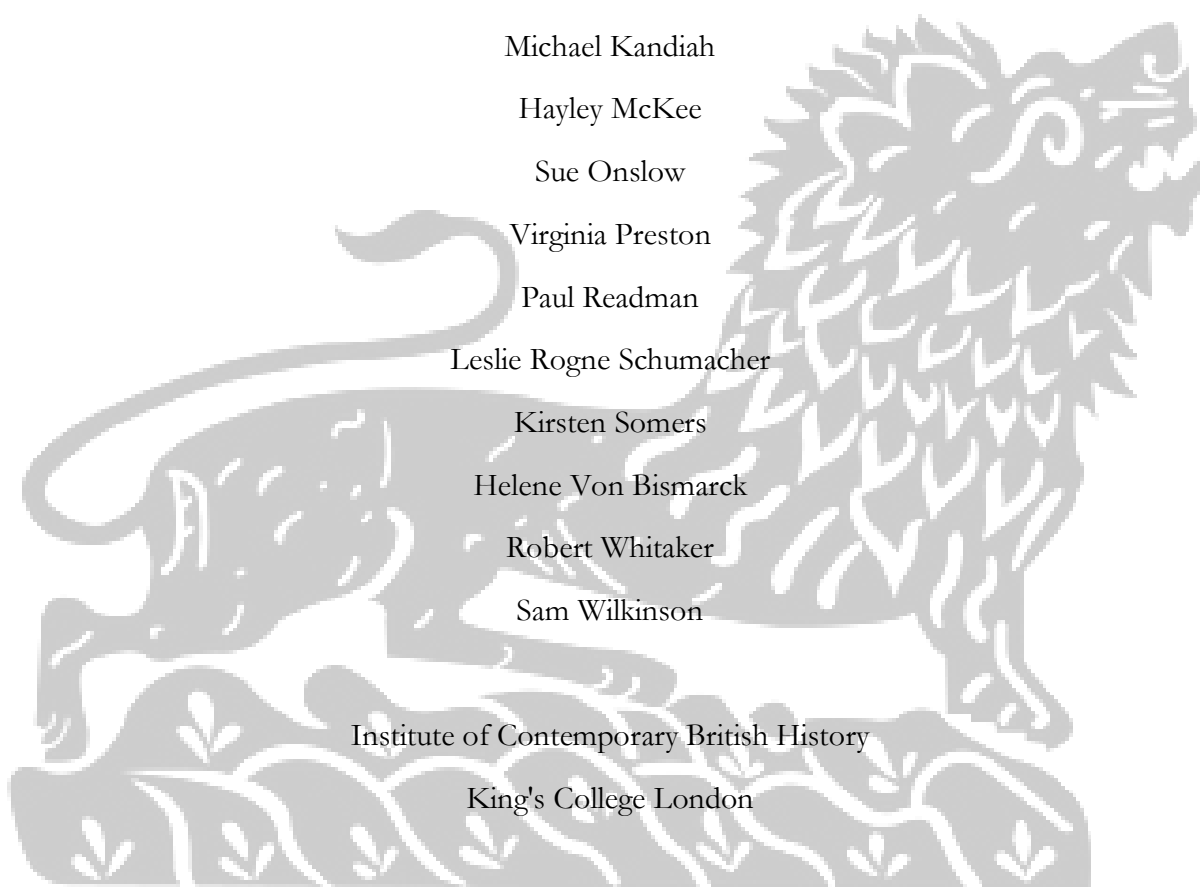 Michael Kandiah
Hayley McKee
Sue Onslow
Virginia Preston
Paul Readman
Leslie Rogne Schumacher
Kirsten Somers
Helene Von Bismarck
Robert Whitaker
Sam Wilkinson
Institute of Contemporary British History
King's College London